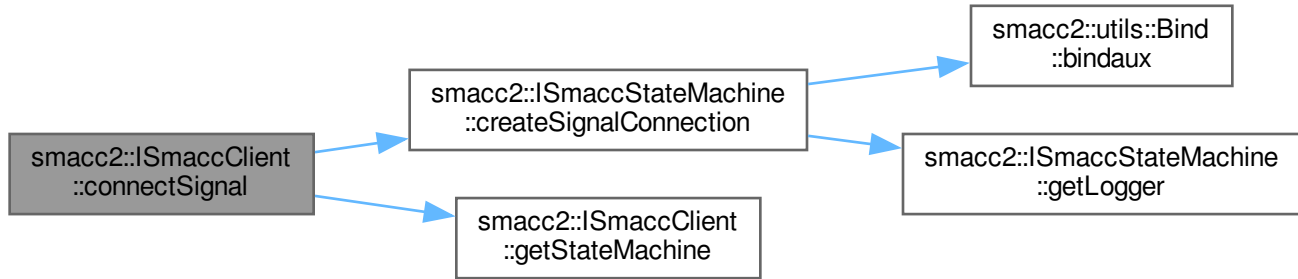 smacc2::ISmaccClient
::connectSignal
smacc2::ISmaccStateMachine
::createSignalConnection
smacc2::ISmaccClient
::getStateMachine
smacc2::utils::Bind
::bindaux
smacc2::ISmaccStateMachine
::getLogger